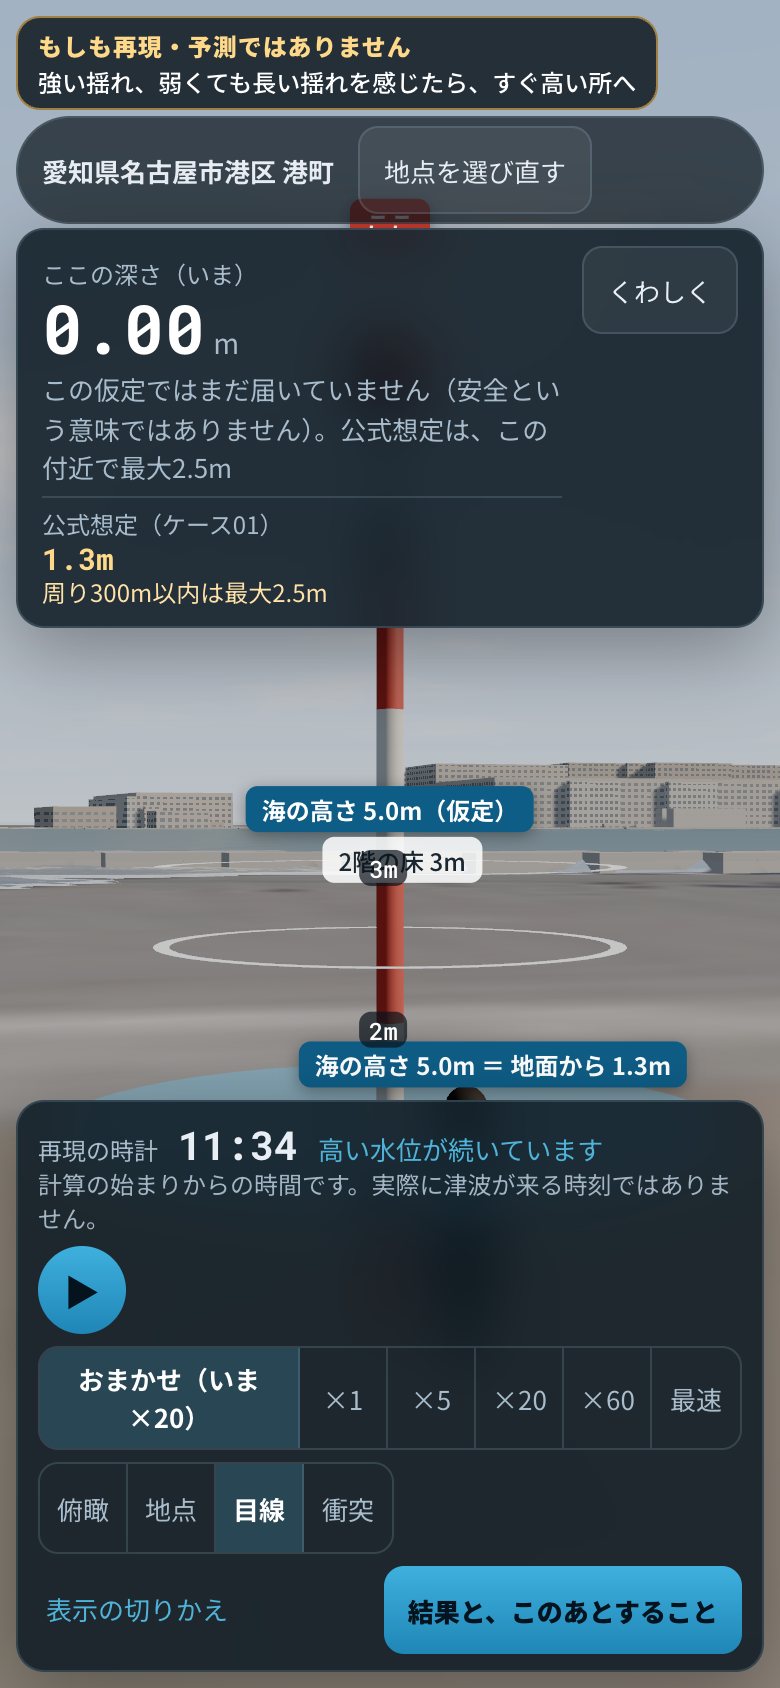 もしも再現・予測ではありません
強い揺れ、弱くても長い揺れを感じたら、すぐ高い所へ
愛知県名古屋市港区 港町
地点を選び直す
ここの深さ（いま）
くわしく
0.00 m
この仮定ではまだ届いていません（安全とい
う意味ではありません）。公式想定は、この
付近で最大2.5m
公式想定（ケース01）
1.3m
周り300m以内は最大2.5m
海の高さ 5.0m（仮定）
2階の床 3m
3m
2m
海の高さ 5.0m ＝ 地面から 1.3m
再現の時計 11:34 高い水位が続いています
計算の始まりからの時間です。実際に津波が来る時刻ではありま
せん。
おまかせ（いま
×20）
×1
×5
×20
×60
最速
俯瞰
地点
目線
衝突
表示の切りかえ
結果と、このあとすること